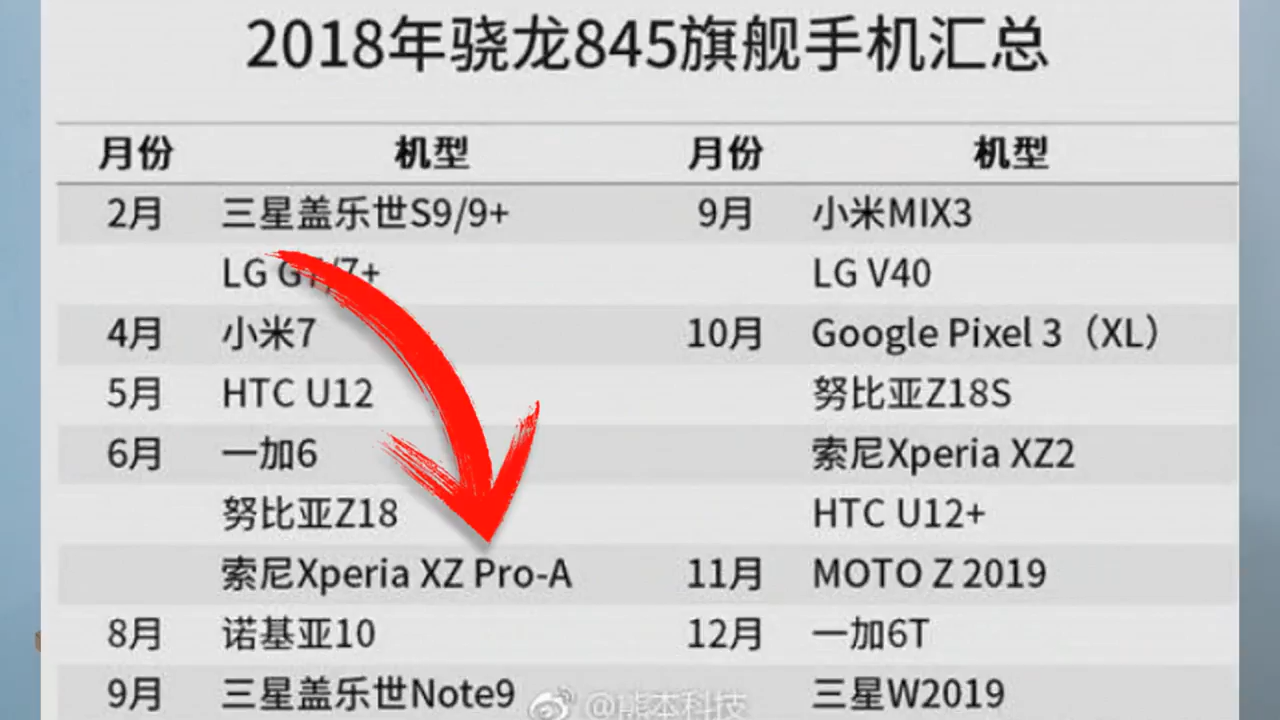 2018年骁龙845旗舰手机汇总
月份 机型 月份 机型
2月 三星盖乐世S9/9+ 9月 小米MIX3
LG G7/7+ LG V40
4月 小米7 10月 Google Pixel 3（XL）
5月 HTC U12 努比亚Z18S
6月 一加6 索尼Xperia XZ2
努比亚Z18 HTC U12+
索尼Xperia XZ Pro-A 11月 MOTO Z 2019
8月 诺基亚10 12月 一加6T
9月 三星盖乐世Note9 三星W2019
@熊本科技